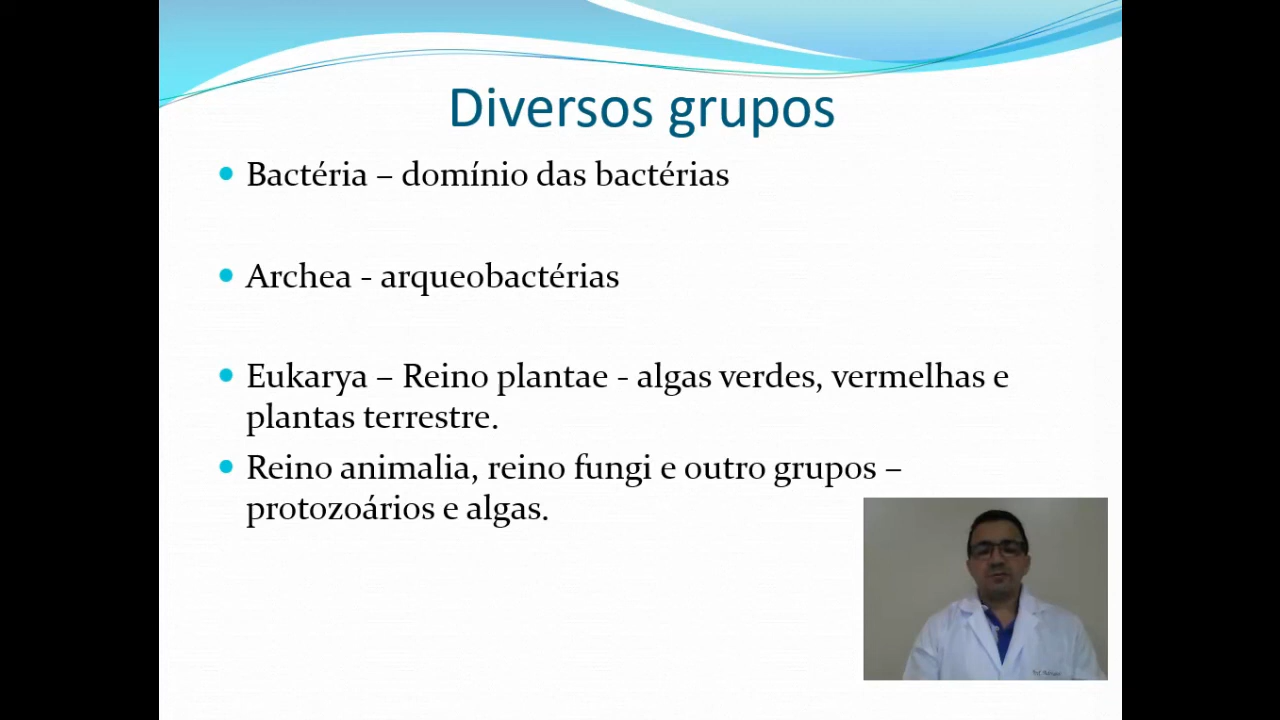 Diversos grupos
Bactéria – domínio das bactérias
Archea - arqueobactérias
Eukarya – Reino plantae - algas verdes, vermelhas e
plantas terrestre.
Reino animalia, reino fungi e outro grupos –
protozoários e algas.